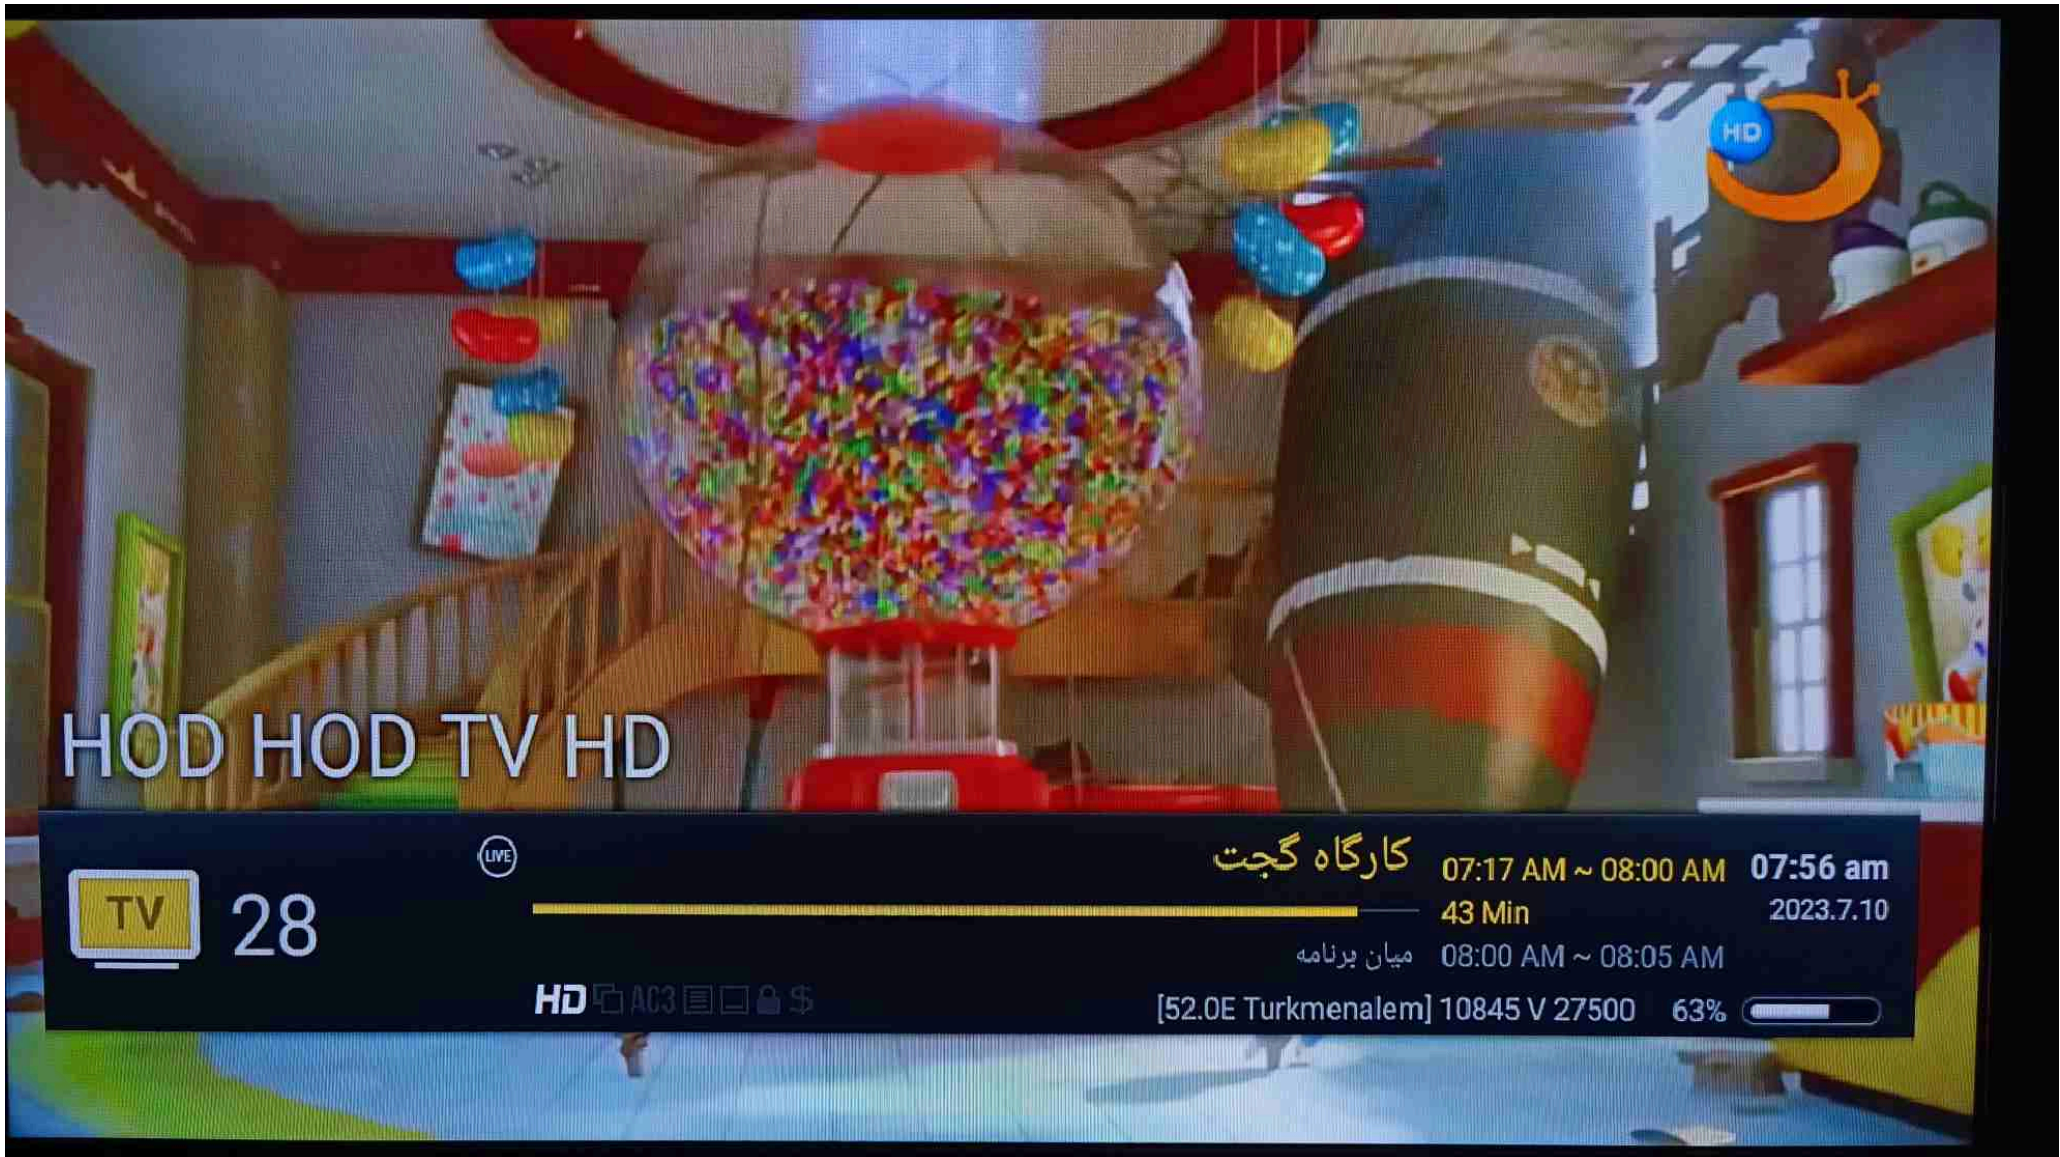 HD
HOD HOD TV HD
LIVE
کارگاه گجت
07:17 AM ~ 08:00 AM
07:56 am
TV
28
43 Min
2023.7.10
میان برنامه
08:00 AM ~ 08:05 AM
HD AC3 $
[52.0E Turkmenalem] 10845 V 27500 63%